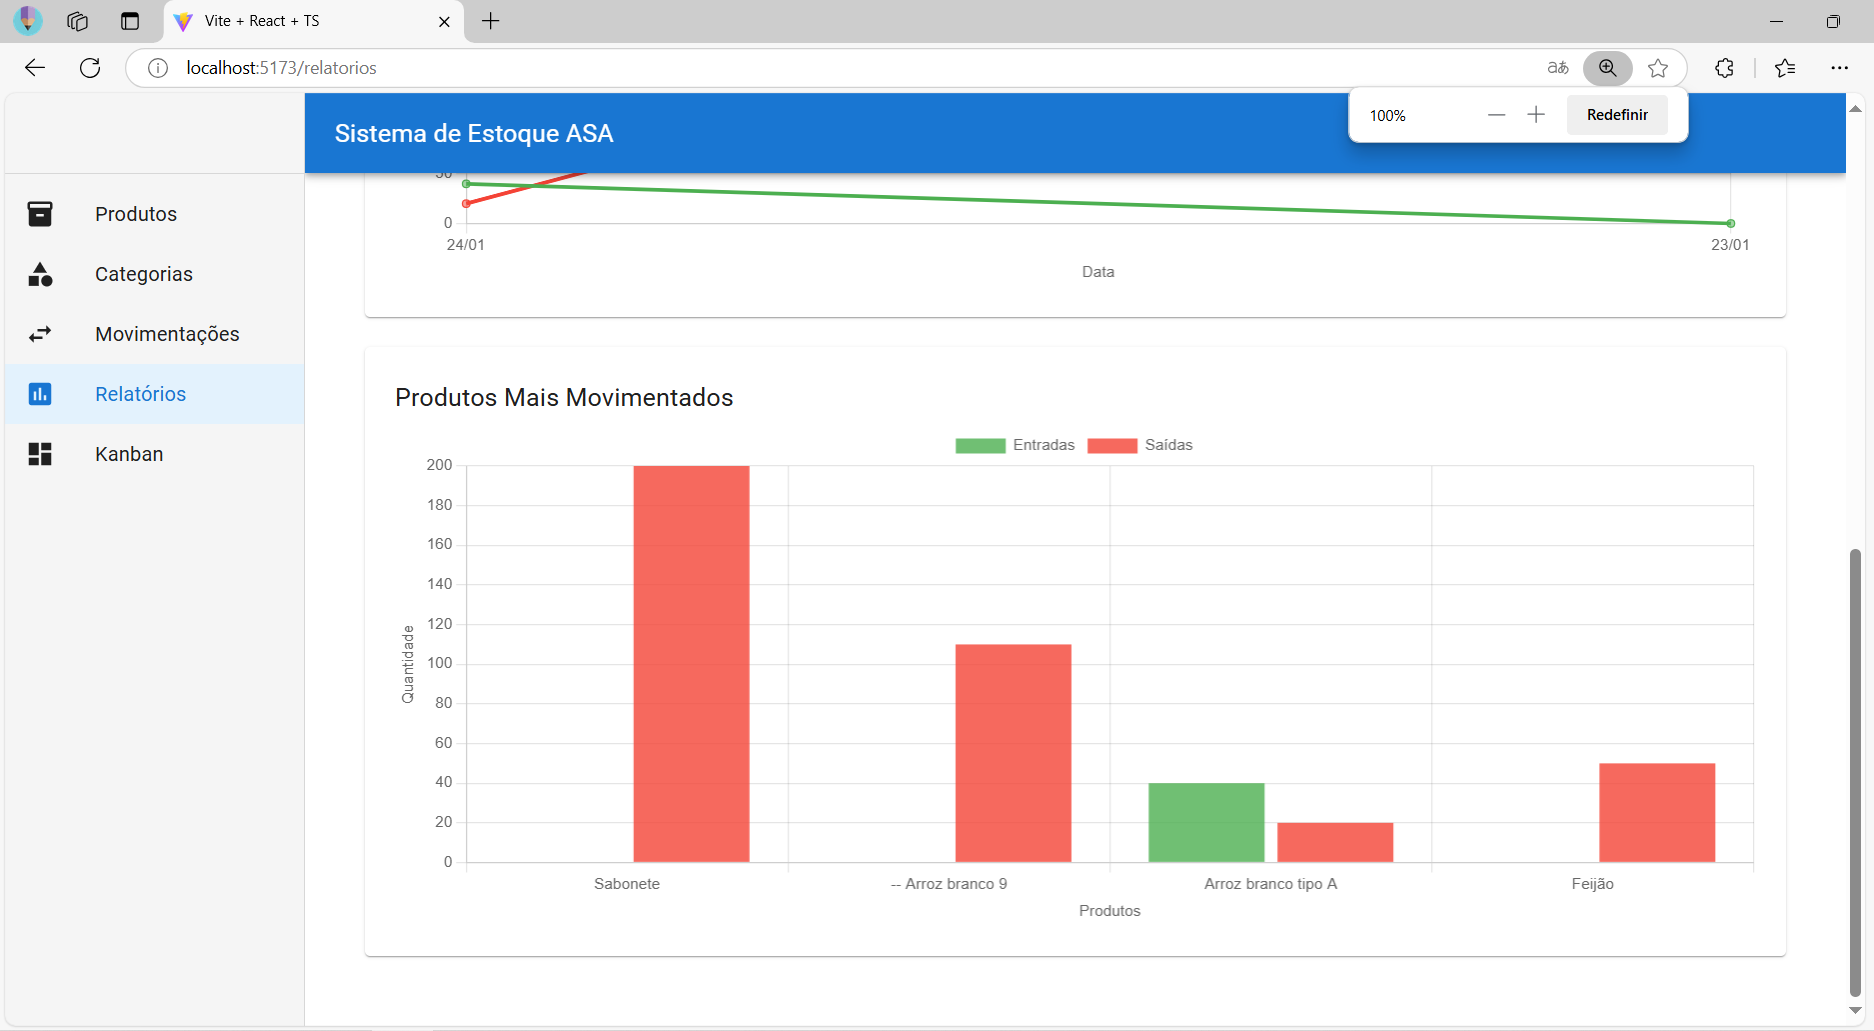 Vite + React + TS
localhost:5173/relatorios
aあ
100%
Redefinir
Sistema de Estoque ASA
Produtos
Categorias
Movimentações
Relatórios
Kanban
0
24/01
23/01
Data
Produtos Mais Movimentados
Entradas
Saídas
200
180
160
140
120
100
80
60
40
20
0
Quantidade
Sabonete
-- Arroz branco 9
Arroz branco tipo A
Feijão
Produtos